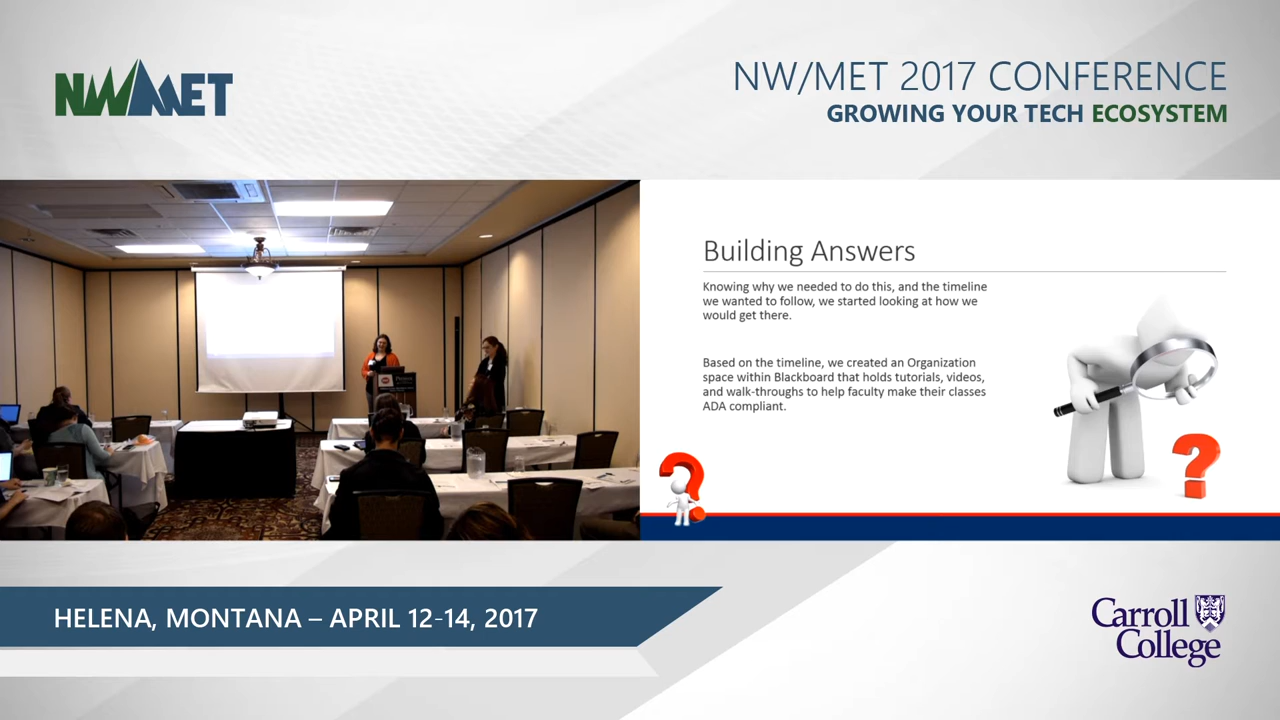 NWMET
NW/MET 2017 CONFERENCE
GROWING YOUR TECH ECOSYSTEM
Building Answers
Knowing why we needed to do this, and the timeline
we wanted to follow, we started looking at how we
would get there.
Based on the timeline, we created an Organization
space within Blackboard that holds tutorials, videos,
and walk-throughs to help faculty make their classes
ADA compliant.
?
?
HELENA, MONTANA – APRIL 12-14, 2017
Carroll
College